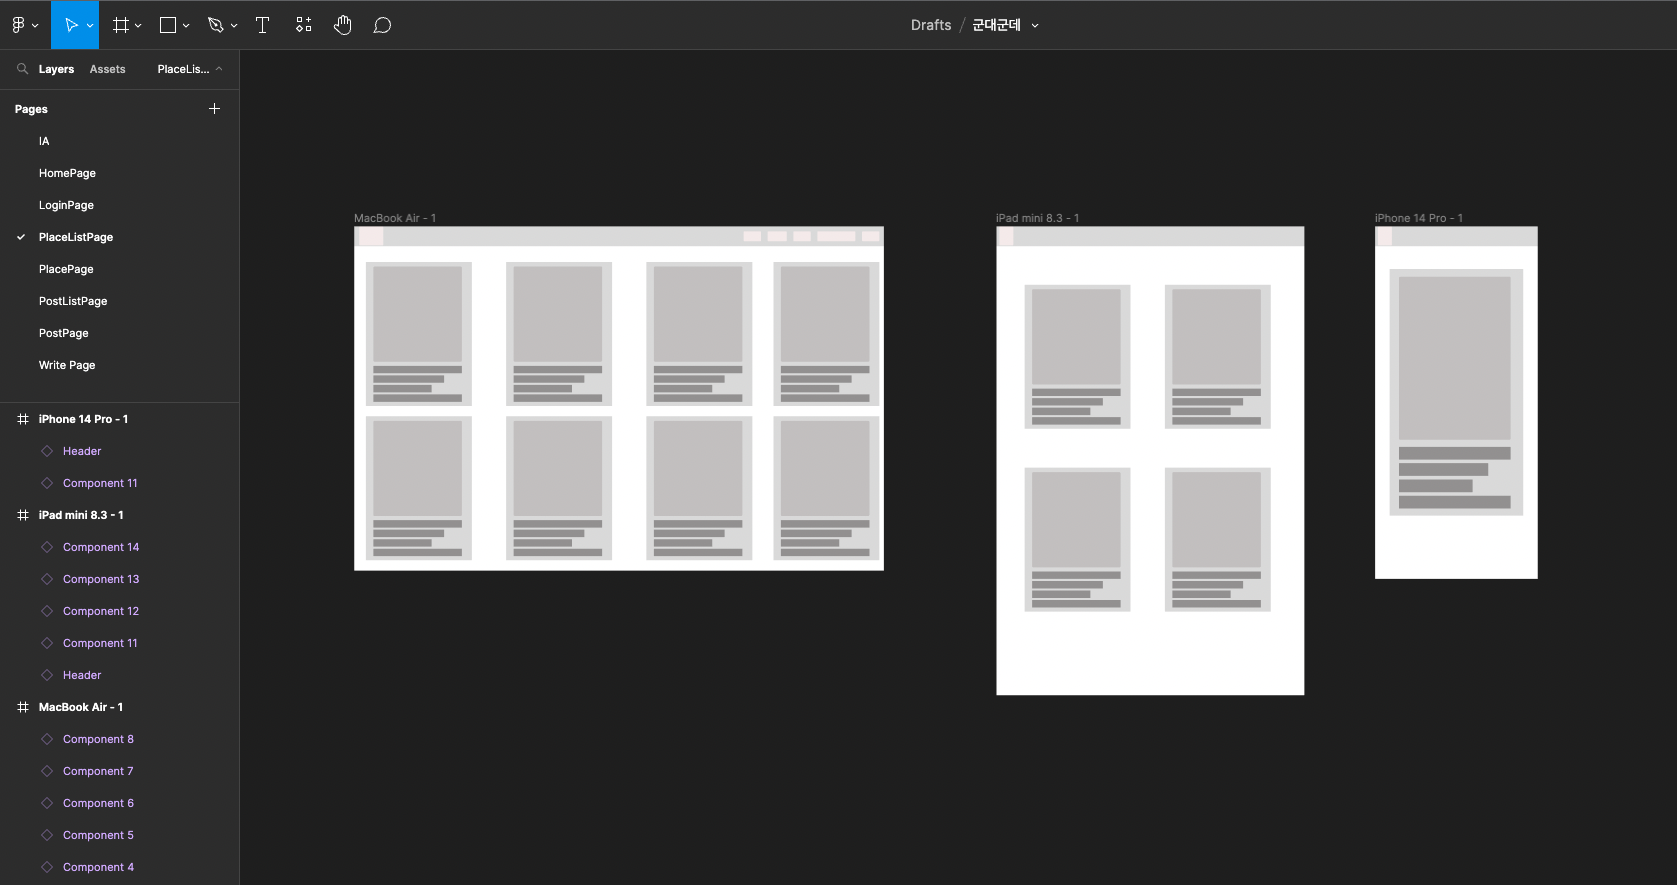 Drafts / 군대군데
Layers Assets PlaceLis...
Pages
IA
HomePage
LoginPage
PlaceListPage
PlacePage
PostListPage
PostPage
Write Page
iPhone 14 Pro - 1
Header
Component 11
iPad mini 8.3 - 1
Component 14
Component 13
Component 12
Component 11
Header
MacBook Air - 1
Component 8
Component 7
Component 6
Component 5
Component 4
MacBook Air - 1
iPad mini 8.3 - 1
iPhone 14 Pro - 1